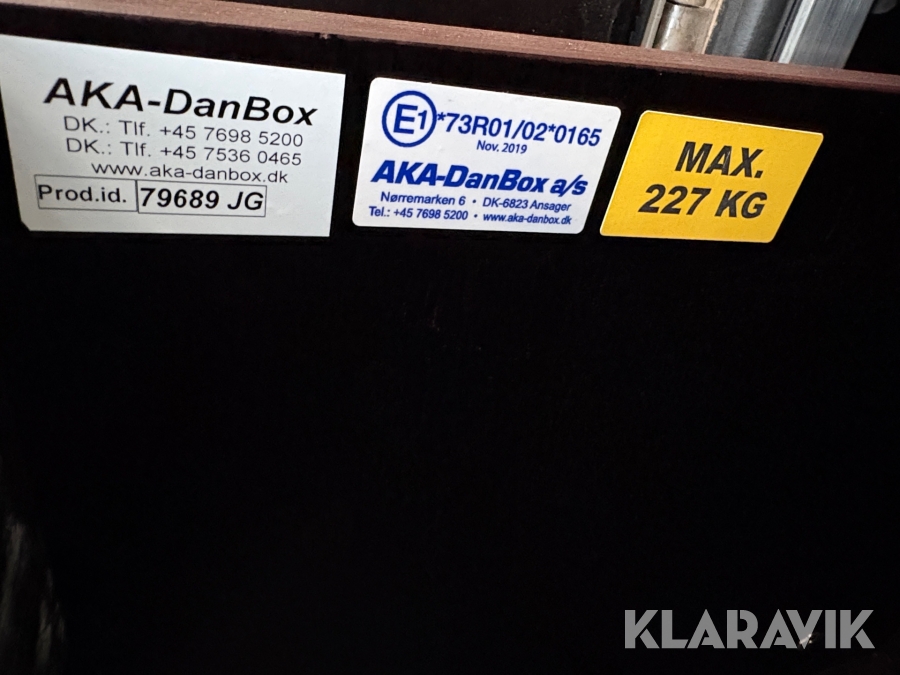 AKA-DanBox
DK.: Tlf. +45 7698 5200
DK.: Tlf. +45 7536 0465
www.aka-danbox.dk
Prod.id. 79689 JG
E1 *73R01/02*0165
Nov. 2019
AKA-DanBox a/s
Nørremarken 6 • DK-6823 Ansager
Tel.: +45 7698 5200 • www.aka-danbox.dk
MAX.
227 KG
KLARAVIK